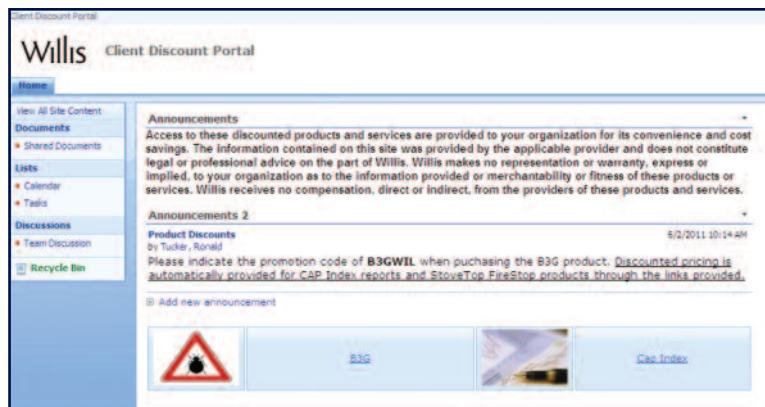 Client Discount Portal
Willis Client Discount Portal
Home
View All Site Content
Documents
Shared Documents
Lists
Calendar
Tasks
Discussions
Team Discussion
Recycle Bin
Announcements
Access to these discounted products and services are provided to your organization for its convenience and cost
savings. The information contained on this site was provided by the applicable provider and does not constitute
legal or professional advice on the part of Willis. Willis makes no representation or warranty, express or
implied, to your organization as to the information provided or merchantability or fitness of these products or
services. Willis receives no compensation, direct or indirect, from the providers of these products and services.
Announcements 2
Product Discounts 6/2/2011 10:14 AM
by Tucker, Ronald
Please indicate the promotion code of B3GWIL when puchasing the B3G product. Discounted pricing is
automatically provided for CAP Index reports and StoveTop FireStop products through the links provided.
Add new announcement
B3G
Cap Index